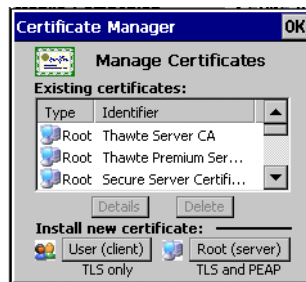 Certificate Manager OK
Manage Certificates
Existing certificates:
Type Identifier
Root Thawte Server CA
Root Thawte Premium Ser...
Root Secure Server Certifi...
Details Delete
Install new certificate:
User (client) Root (server)
TLS only TLS and PEAP